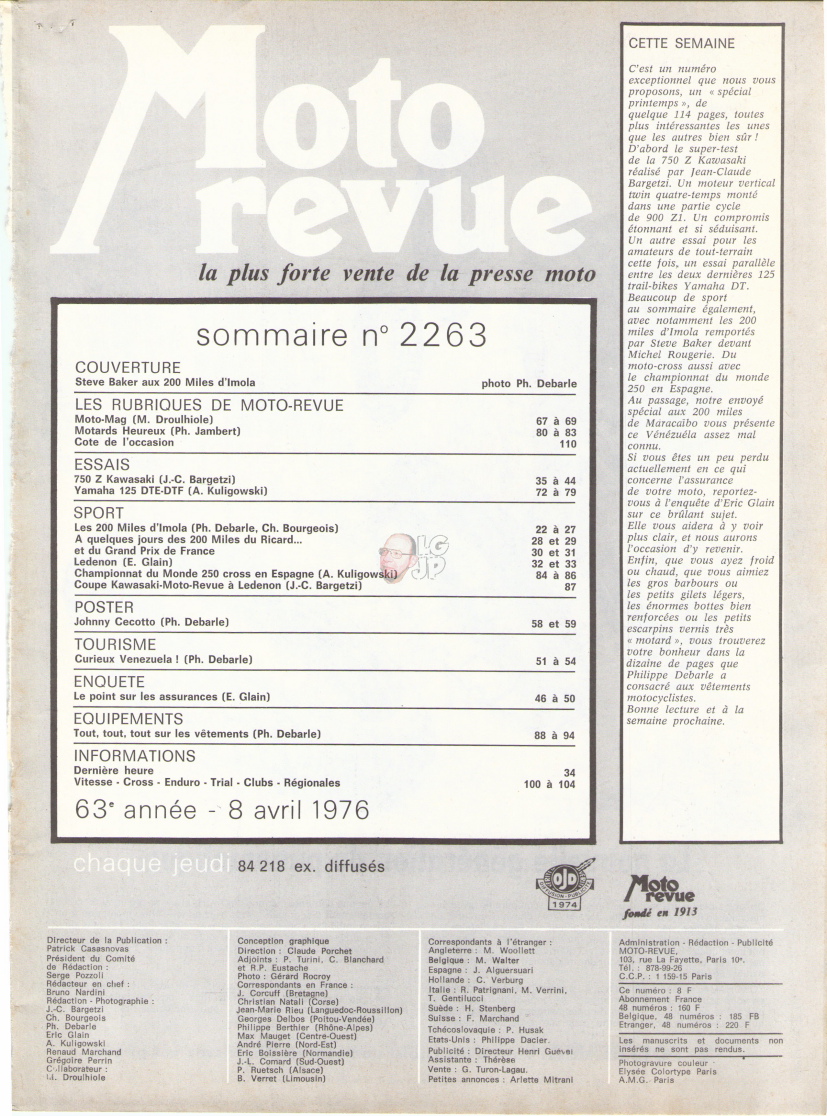 Moto
revue
la plus forte vente de la presse moto
sommaire n° 2263
COUVERTURE
Steve Baker aux 200 Miles d'Imola photo Ph. Debarle
LES RUBRIQUES DE MOTO-REVUE
Moto-Mag (M. Droulhiole) 67 à 69
Motards Heureux (Ph. Jambert) 80 à 83
Cote de l'occasion 110
ESSAIS
750 Z Kawasaki (J.-C. Bargetzi) 35 à 44
Yamaha 125 DTE-DTF (A. Kuligowski) 72 à 79
SPORT
Les 200 Miles d'Imola (Ph. Debarle, Ch. Bourgeois) 22 à 27
A quelques jours des 200 Miles du Ricard... 28 et 29
et du Grand Prix de France 30 et 31
Ledenon (E. Glain) 32 et 33
Championnat du Monde 250 cross en Espagne (A. Kuligowski) 84 à 86
Coupe Kawasaki-Moto-Revue à Ledenon (J.-C. Bargetzi) 87
POSTER
Johnny Cecotto (Ph. Debarle) 58 et 59
TOURISME
Curieux Venezuela ! (Ph. Debarle) 51 à 54
ENQUETE
Le point sur les assurances (E. Glain) 46 à 50
EQUIPEMENTS
Tout, tout, tout sur les vêtements (Ph. Debarle) 88 à 94
INFORMATIONS
Dernière heure 34
Vitesse - Cross - Enduro - Trial - Clubs - Régionales 100 à 104
63e année - 8 avril 1976
LG
JP
chaque jeudi 84 218 ex. diffusés
OJD
DIFFUSION-PUBLICITE
1974
CETTE SEMAINE
C'est un numéro
exceptionnel que nous vous
proposons, un « spécial
printemps », de
quelque 114 pages, toutes
plus intéressantes les unes
que les autres bien sûr !
D'abord le super-test
de la 750 Z Kawasaki
réalisé par Jean-Claude
Bargetzi. Un moteur vertical
twin quatre-temps monté
dans une partie cycle
de 900 Z1. Un compromis
étonnant et si séduisant.
Un autre essai pour les
amateurs de tout-terrain
cette fois, un essai parallèle
entre les deux dernières 125
trail-bikes Yamaha DT.
Beaucoup de sport
au sommaire également,
avec notamment les 200
miles d'Imola remportés
par Steve Baker devant
Michel Rougerie. Du
moto-cross aussi avec
le championnat du monde
250 en Espagne.
Au passage, notre envoyé
spécial aux 200 miles
de Maracaïbo vous présente
ce Vénézuéla assez mal
connu.
Si vous êtes un peu perdu
actuellement en ce qui
concerne l'assurance
de votre moto, reportez-
vous à l'enquête d'Eric Glain
sur ce brûlant sujet.
Elle vous aidera à y voir
plus clair, et nous aurons
l'occasion d'y revenir.
Enfin, que vous ayez froid
ou chaud, que vous aimiez
les gros barbours ou
les petits gilets légers,
les énormes bottes bien
renforcées ou les petits
escarpins vernis très
« motard », vous trouverez
votre bonheur dans la
dizaine de pages que
Philippe Debarle a
consacré aux vêtements
motocyclistes.
Bonne lecture et à la
semaine prochaine.
Moto
revue
fondé en 1913
Directeur de la Publication :
Patrick Casasnovas
Président du Comité
de Rédaction :
Serge Pozzoli
Rédacteur en chef :
Bruno Nardini
Rédaction - Photographie :
J.-C. Bargetzi
Ch. Bourgeois
Ph. Debarle
Eric Glain
A. Kuligowski
Renaud Marchand
Grégoire Perrin
Collaborateur :
M. Droulhiole
Conception graphique
Direction : Claude Porchet
Adjoints : P. Turini, C. Blanchard
et R.P. Eustache
Photo : Gérard Rocroy
Correspondants en France :
J. Corcuff (Bretagne)
Christian Natali (Corse)
Jean-Marie Rieu (Languedoc-Roussillon)
Georges Delbos (Poitou-Vendée)
Philippe Berthier (Rhône-Alpes)
Max Mauget (Centre-Ouest)
André Pierre (Nord-Est)
Eric Boissière (Normandie)
J.-L. Comard (Sud-Ouest)
P. Ruetsch (Alsace)
B. Verret (Limousin)
Correspondants à l'étranger :
Angleterre : M. Woollett
Belgique : M. Walter
Espagne : J. Alguersuari
Hollande : C. Verburg
Italie : R. Patrignani, M. Verrini,
T. Gentilucci
Suède : H. Stenberg
Suisse : F. Marchand
Tchécoslovaquie : P. Husak
Etats-Unis : Philippe Dacier.
Publicité : Directeur Henri Guével
Assistante : Thérèse
Vente : G. Turon-Lagau.
Petites annonces : Arlette Mitrani
Administration - Rédaction - Publicité
MOTO-REVUE,
103, rue La Fayette, Paris 10e.
Tél. : 878-99-26
C.C.P. : 1 159-15 Paris
Ce numéro : 8 F
Abonnement France
48 numéros : 160 F
Belgique, 48 numéros : 185 FB
Etranger, 48 numéros : 220 F
Les manuscrits et documents non
insérés ne sont pas rendus.
Photogravure couleur :
Elysée Colortype Paris
A.M.G. Paris